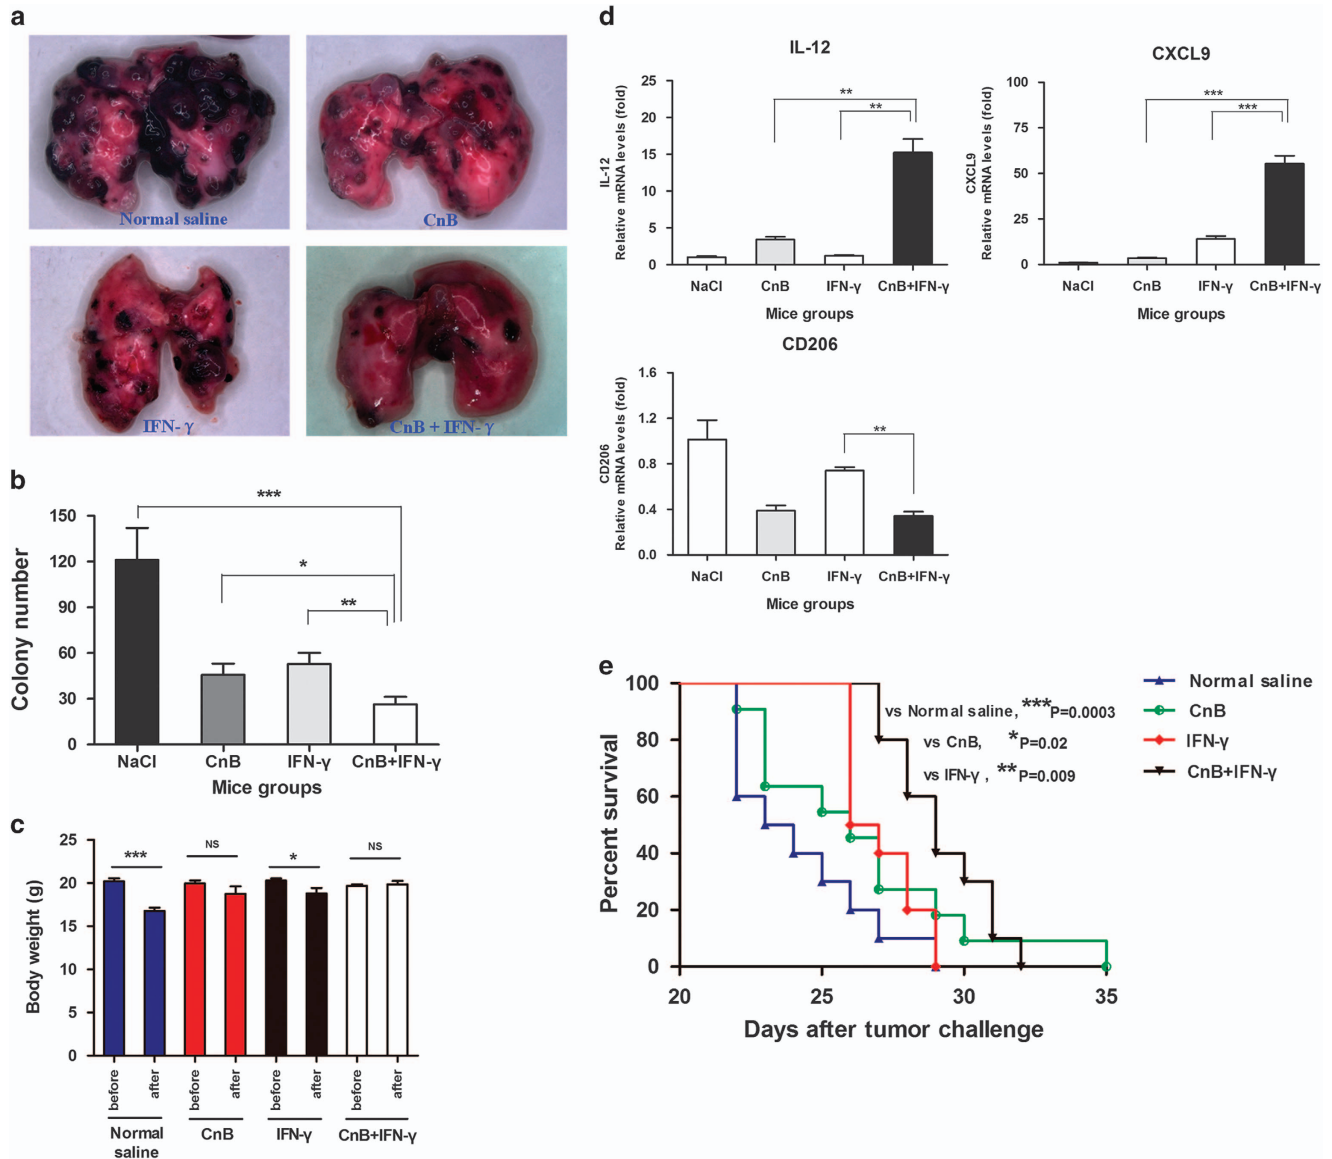 a
Normal saline
CnB
IFN- γ
CnB + IFN- γ
b
***
*
**
Colony number
150
120
90
60
30
0
NaCl CnB IFN-γ CnB+IFN-γ
Mice groups
c
Body weight (g)
25
20
15
10
5
0
*** NS * NS
before after before after before after before after
Normal saline
CnB
IFN-γ
CnB+IFN-γ
d
IL-12
IL-12
Relative mRNA levels (fold)
25
20
15
10
5
0
**
**
NaCl CnB IFN-γ CnB+IFN-γ
Mice groups
CXCL9
CXCL9
Relative mRNA levels (fold)
100
75
50
25
0
***
***
NaCl CnB IFN-γ CnB+IFN-γ
Mice groups
CD206
CD206
Relative mRNA levels (fold)
1.6
1.2
0.8
0.4
0.0
**
NaCl CnB IFN-γ CnB+IFN-γ
Mice groups
e
Percent survival
100
80
60
40
20
0
20 25 30 35
Days after tumor challenge
vs Normal saline, ***P=0.0003
vs CnB, *P=0.02
vs IFN-γ , **P=0.009
Normal saline
CnB
IFN-γ
CnB+IFN-γ